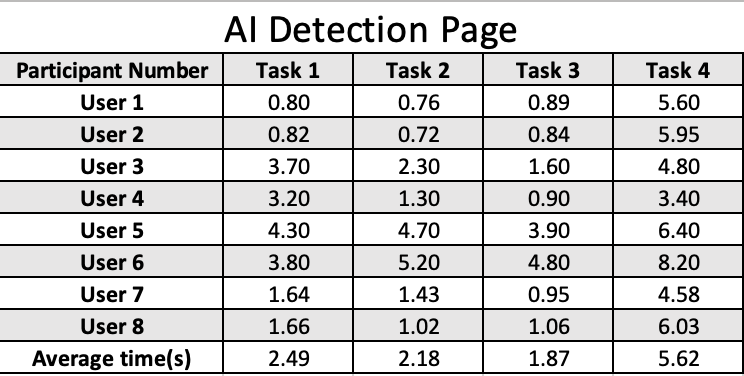 AI Detection Page
Participant Number Task 1 Task 2 Task 3 Task 4
User 1 0.80 0.76 0.89 5.60
User 2 0.82 0.72 0.84 5.95
User 3 3.70 2.30 1.60 4.80
User 4 3.20 1.30 0.90 3.40
User 5 4.30 4.70 3.90 6.40
User 6 3.80 5.20 4.80 8.20
User 7 1.64 1.43 0.95 4.58
User 8 1.66 1.02 1.06 6.03
Average time(s) 2.49 2.18 1.87 5.62